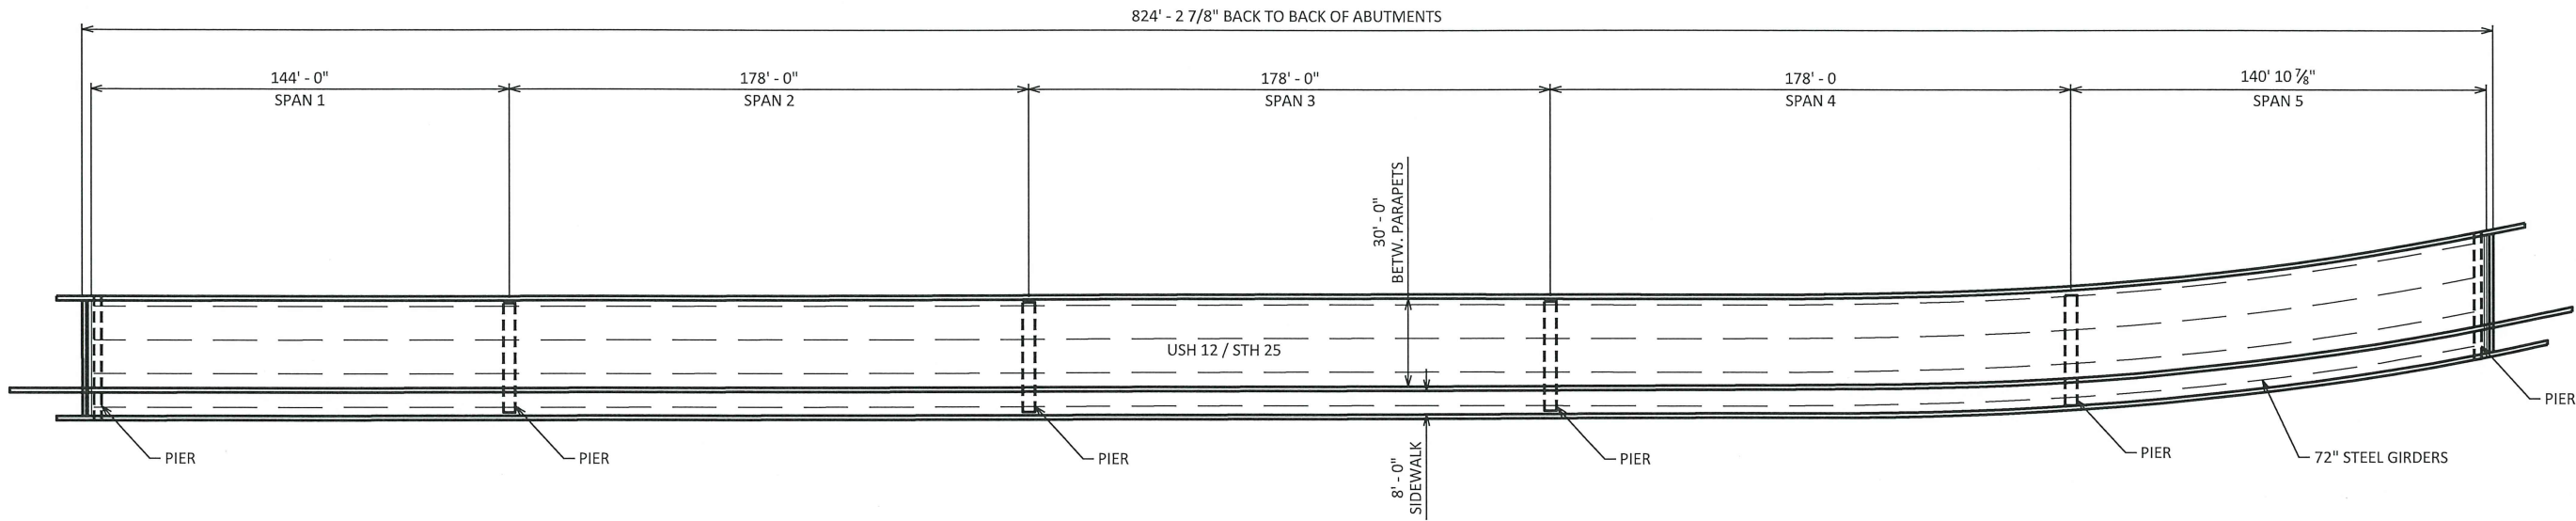 824' - 2 7/8" BACK TO BACK OF ABUTMENTS
144' - 0"
SPAN 1
178' - 0"
SPAN 2
178' - 0"
SPAN 3
178' - 0
SPAN 4
140' 10 ⅞"
SPAN 5
30' - 0"
BETW. PARAPETS
USH 12 / STH 25
8' - 0"
SIDEWALK
PIER
PIER
PIER
PIER
PIER
PIER
72" STEEL GIRDERS